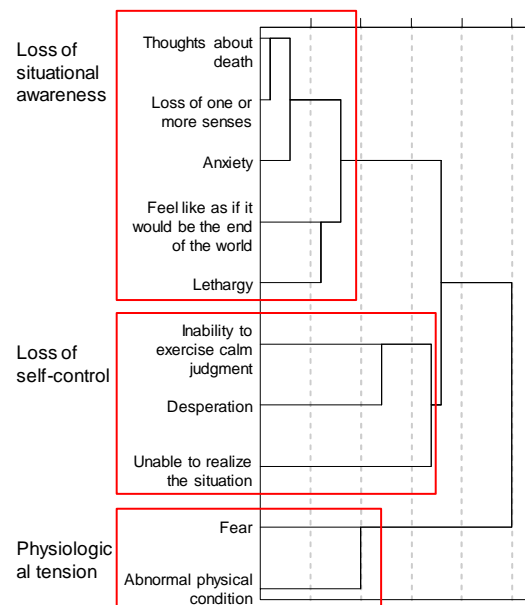 Loss of
situational
awareness
Thoughts about
death
Loss of one or
more senses
Anxiety
Feel like as if it
would be the end
of the world
Lethargy
Loss of
self-control
Inability to
exercise calm
judgment
Desperation
Unable to realize
the situation
Physiologic
al tension
Fear
Abnormal physical
condition